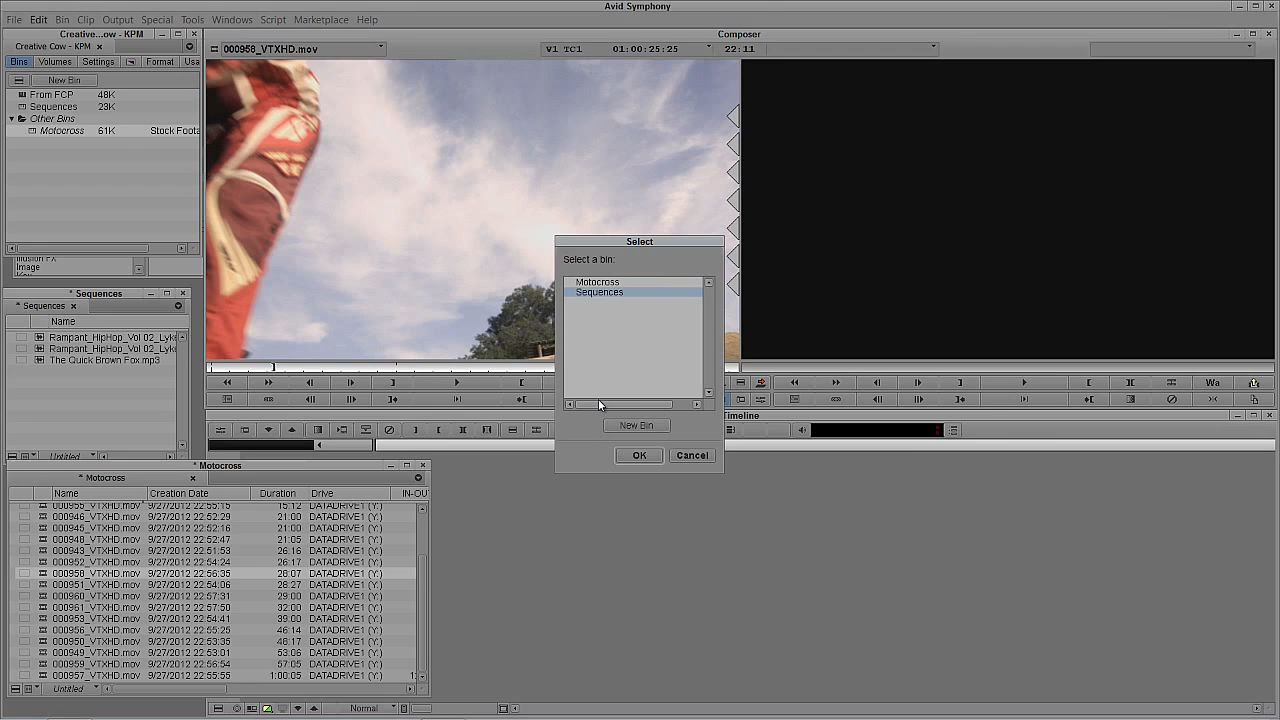 Avid Symphony
File Edit Bin Clip Output Special Tools Windows Script Marketplace Help
Creative...ow - KPM
Creative Cow - KPM
Bins Volumes Settings Format Usa
New Bin
From FCP 48K
Sequences 23K
Other Bins
Motocross 61K Stock Foota
Illusion FX
Image
* Sequences
* Sequences
Name
Rampant_HipHop_Vol 02_Lyke
Rampant_HipHop_Vol 02_Lyke
The Quick Brown Fox.mp3
Untitled
Composer
000958_VTXHD.mov V1 TC1 01:00:25:25 22:11
Wa
Timeline
Select
Select a bin:
Motocross
Sequences
New Bin
OK Cancel
* Motocross
* Motocross
Name Creation Date Duration Drive IN-OU
000955_VTXHD.mov 9/27/2012 22:55:15 15:12 DATADRIVE1 (Y:)
000946_VTXHD.mov 9/27/2012 22:52:29 21:00 DATADRIVE1 (Y:)
000945_VTXHD.mov 9/27/2012 22:52:16 21:00 DATADRIVE1 (Y:)
000948_VTXHD.mov 9/27/2012 22:52:47 21:05 DATADRIVE1 (Y:)
000943_VTXHD.mov 9/27/2012 22:51:53 26:16 DATADRIVE1 (Y:)
000952_VTXHD.mov 9/27/2012 22:54:24 26:17 DATADRIVE1 (Y:)
000958_VTXHD.mov 9/27/2012 22:56:35 28:07 DATADRIVE1 (Y:)
000951_VTXHD.mov 9/27/2012 22:54:06 28:27 DATADRIVE1 (Y:)
000960_VTXHD.mov 9/27/2012 22:57:31 29:00 DATADRIVE1 (Y:)
000961_VTXHD.mov 9/27/2012 22:57:50 32:00 DATADRIVE1 (Y:)
000953_VTXHD.mov 9/27/2012 22:54:41 39:00 DATADRIVE1 (Y:)
000956_VTXHD.mov 9/27/2012 22:55:25 46:14 DATADRIVE1 (Y:)
000950_VTXHD.mov 9/27/2012 22:53:35 48:17 DATADRIVE1 (Y:)
000949_VTXHD.mov 9/27/2012 22:53:01 53:06 DATADRIVE1 (Y:)
000959_VTXHD.mov 9/27/2012 22:56:54 57:05 DATADRIVE1 (Y:)
000957_VTXHD.mov 9/27/2012 22:55:55 1:00:05 DATADRIVE1 (Y:)
Untitled
Normal